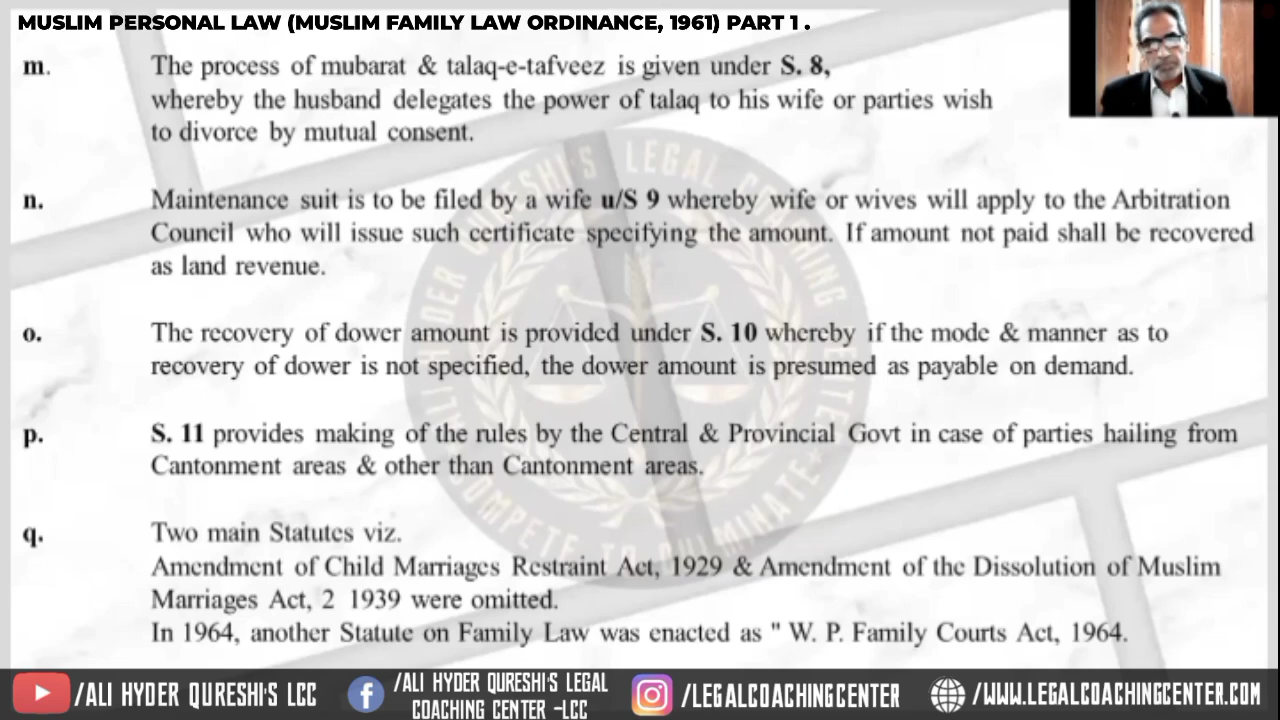 MUSLIM PERSONAL LAW (MUSLIM FAMILY LAW ORDINANCE, 1961) PART 1 .
m. The process of mubarat & talaq-e-tafveez is given under S. 8,
whereby the husband delegates the power of talaq to his wife or parties wish
to divorce by mutual consent.
n. Maintenance suit is to be filed by a wife u/S 9 whereby wife or wives will apply to the Arbitration
Council who will issue such certificate specifying the amount. If amount not paid shall be recovered
as land revenue.
o. The recovery of dower amount is provided under S. 10 whereby if the mode & manner as to
recovery of dower is not specified, the dower amount is presumed as payable on demand.
p. S. 11 provides making of the rules by the Central & Provincial Govt in case of parties hailing from
Cantonment areas & other than Cantonment areas.
q. Two main Statutes viz.
Amendment of Child Marriages Restraint Act, 1929 & Amendment of the Dissolution of Muslim
Marriages Act, 2 1939 were omitted.
In 1964, another Statute on Family Law was enacted as " W. P. Family Courts Act, 1964.
/ALI HYDER QURESHI'S LCC
/ALI HYDER QURESHI'S LEGAL
COACHING CENTER -LCC
/LEGALCOACHINGCENTER
/WWW.LEGALCOACHINGCENTER.COM